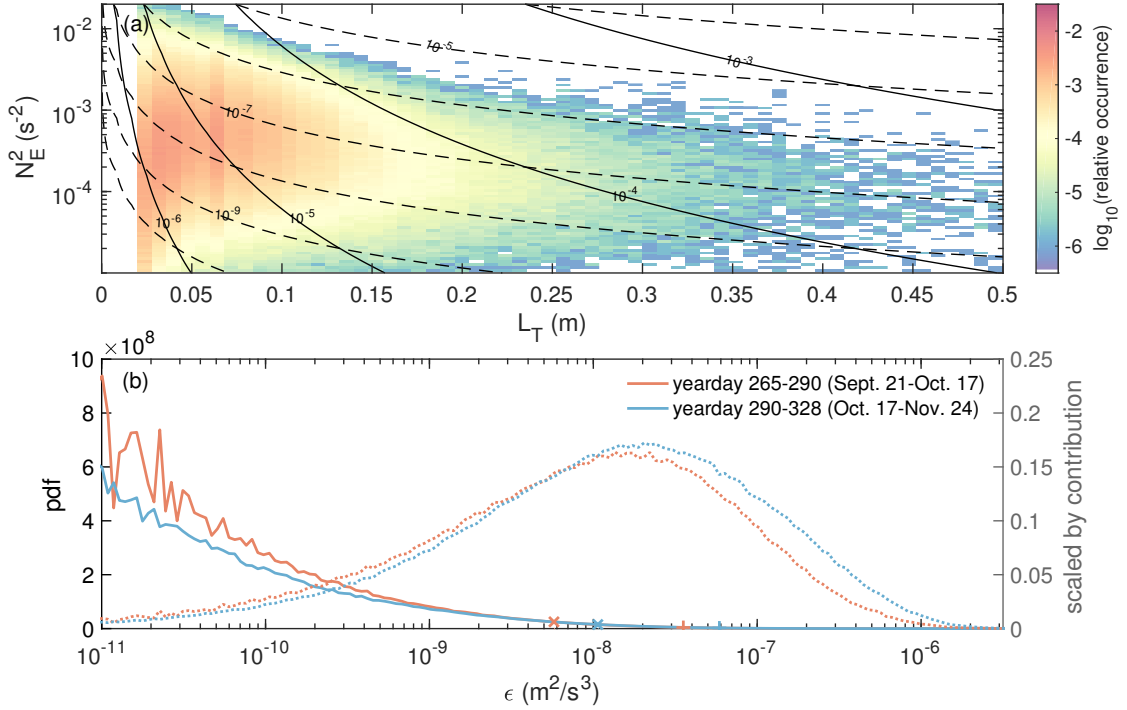 (a)
10^-2
10^-3
10^-4
N_E^2 (s^-2)
10^-5
10^-3
10^-7
10^-4
10^-6
10^-9
10^-5
0 0.05 0.1 0.15 0.2 0.25 0.3 0.35 0.4 0.45 0.5
L_T (m)
-2
-3
-4
-5
-6
log_10(relative occurrence)
×10^8
(b)
10
8
6
4
2
0
pdf
yearday 265-290 (Sept. 21-Oct. 17)
yearday 290-328 (Oct. 17-Nov. 24)
0.25
0.2
0.15
0.1
0.05
0
scaled by contribution
10^-11 10^-10 10^-9 10^-8 10^-7 10^-6
ϵ (m^2/s^3)